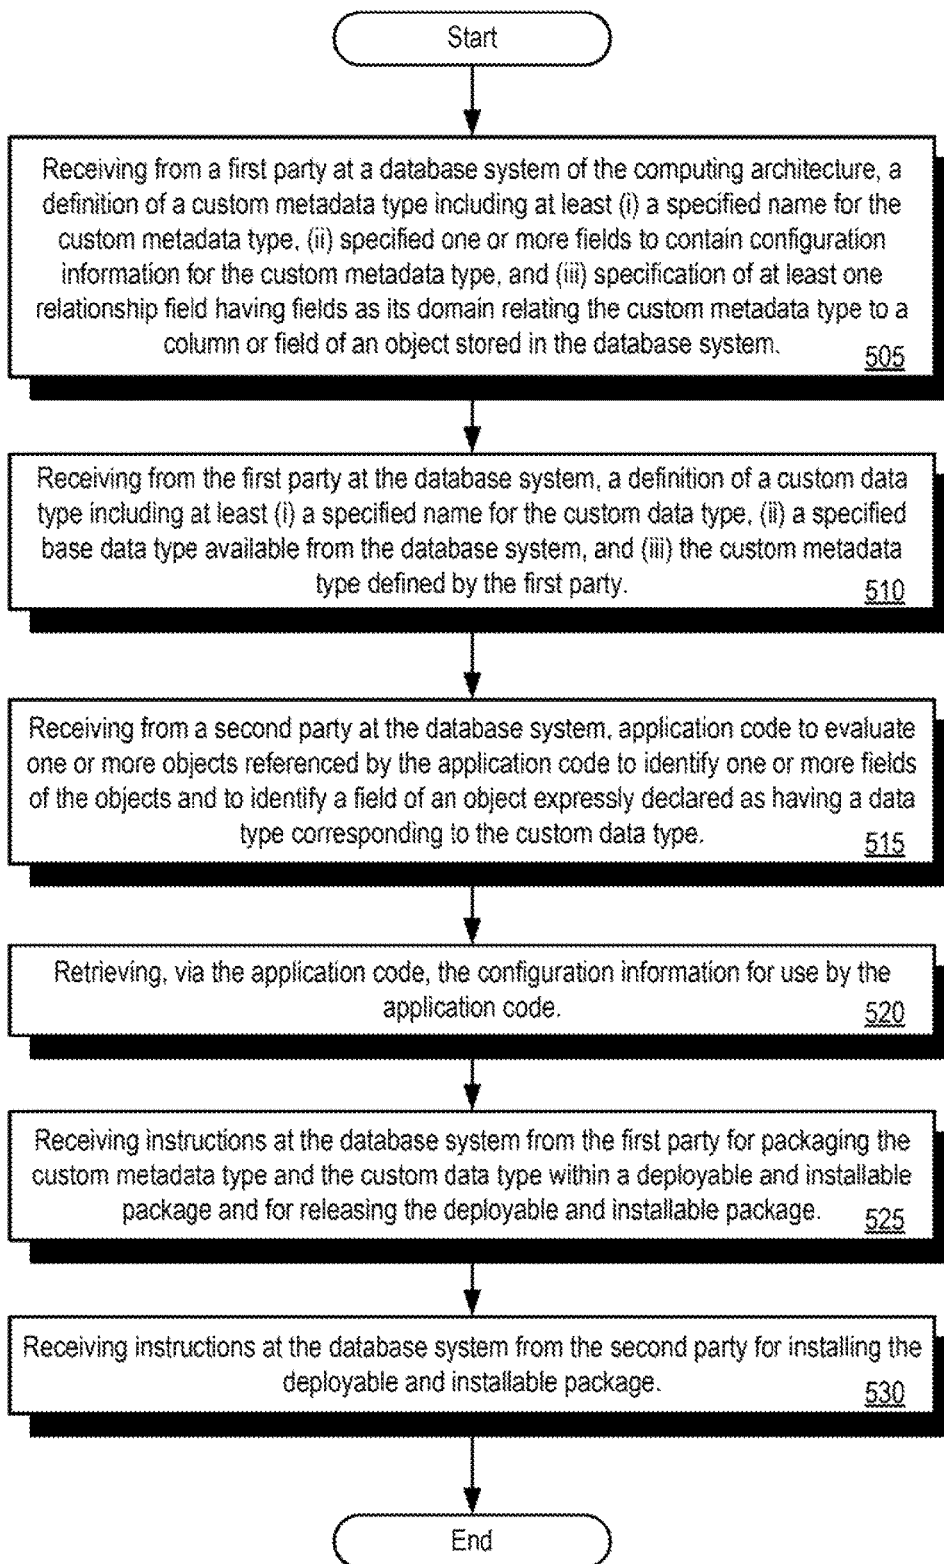 Start
Receiving from a first party at a database system of the computing architecture, a
definition of a custom metadata type including at least (i) a specified name for the
custom metadata type, (ii) specified one or more fields to contain configuration
information for the custom metadata type, and (iii) specification of at least one
relationship field having fields as its domain relating the custom metadata type to a
column or field of an object stored in the database system.
505
Receiving from the first party at the database system, a definition of a custom data
type including at least (i) a specified name for the custom data type, (ii) a specified
base data type available from the database system, and (iii) the custom metadata
type defined by the first party.
510
Receiving from a second party at the database system, application code to evaluate
one or more objects referenced by the application code to identify one or more fields
of the objects and to identify a field of an object expressly declared as having a data
type corresponding to the custom data type.
515
Retrieving, via the application code, the configuration information for use by the
application code.
520
Receiving instructions at the database system from the first party for packaging the
custom metadata type and the custom data type within a deployable and installable
package and for releasing the deployable and installable package.
525
Receiving instructions at the database system from the second party for installing the
deployable and installable package.
530
End